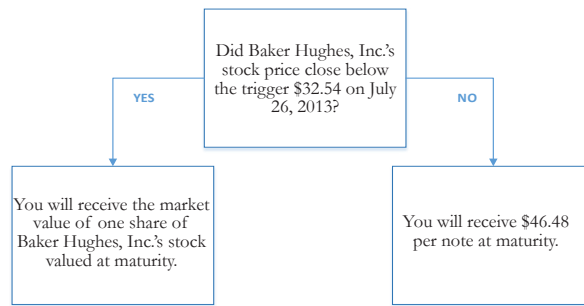 Did Baker Hughes, Inc.'s
stock price close below
the trigger $32.54 on July
26, 2013?
YES
NO
You will receive the market
value of one share of
Baker Hughes, Inc.'s stock
valued at maturity.
You will receive $46.48
per note at maturity.